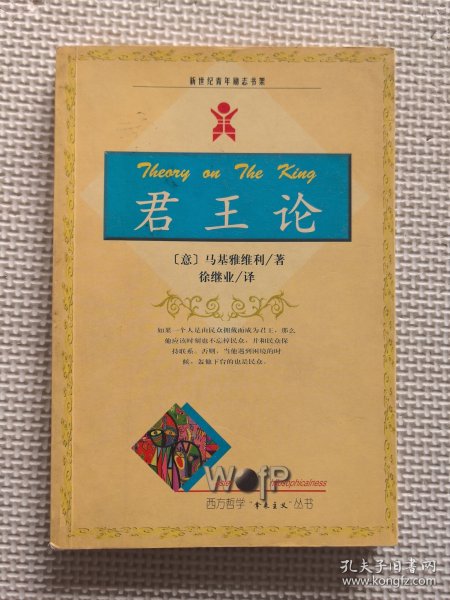 新世纪青年励志书架
Theory on The King
君王论
〔意〕马基雅维利/著
徐继业/译
如果一个人是由民众拥戴而成为君王，那么
他应该时刻也不忘掉民众，并和民众保
持联系。否则，当他遇到困境的时
候，轰他下台的也是民众。
WofP
西方哲学“拿来主义”丛书
孔夫子旧书网
www.kongfz.com